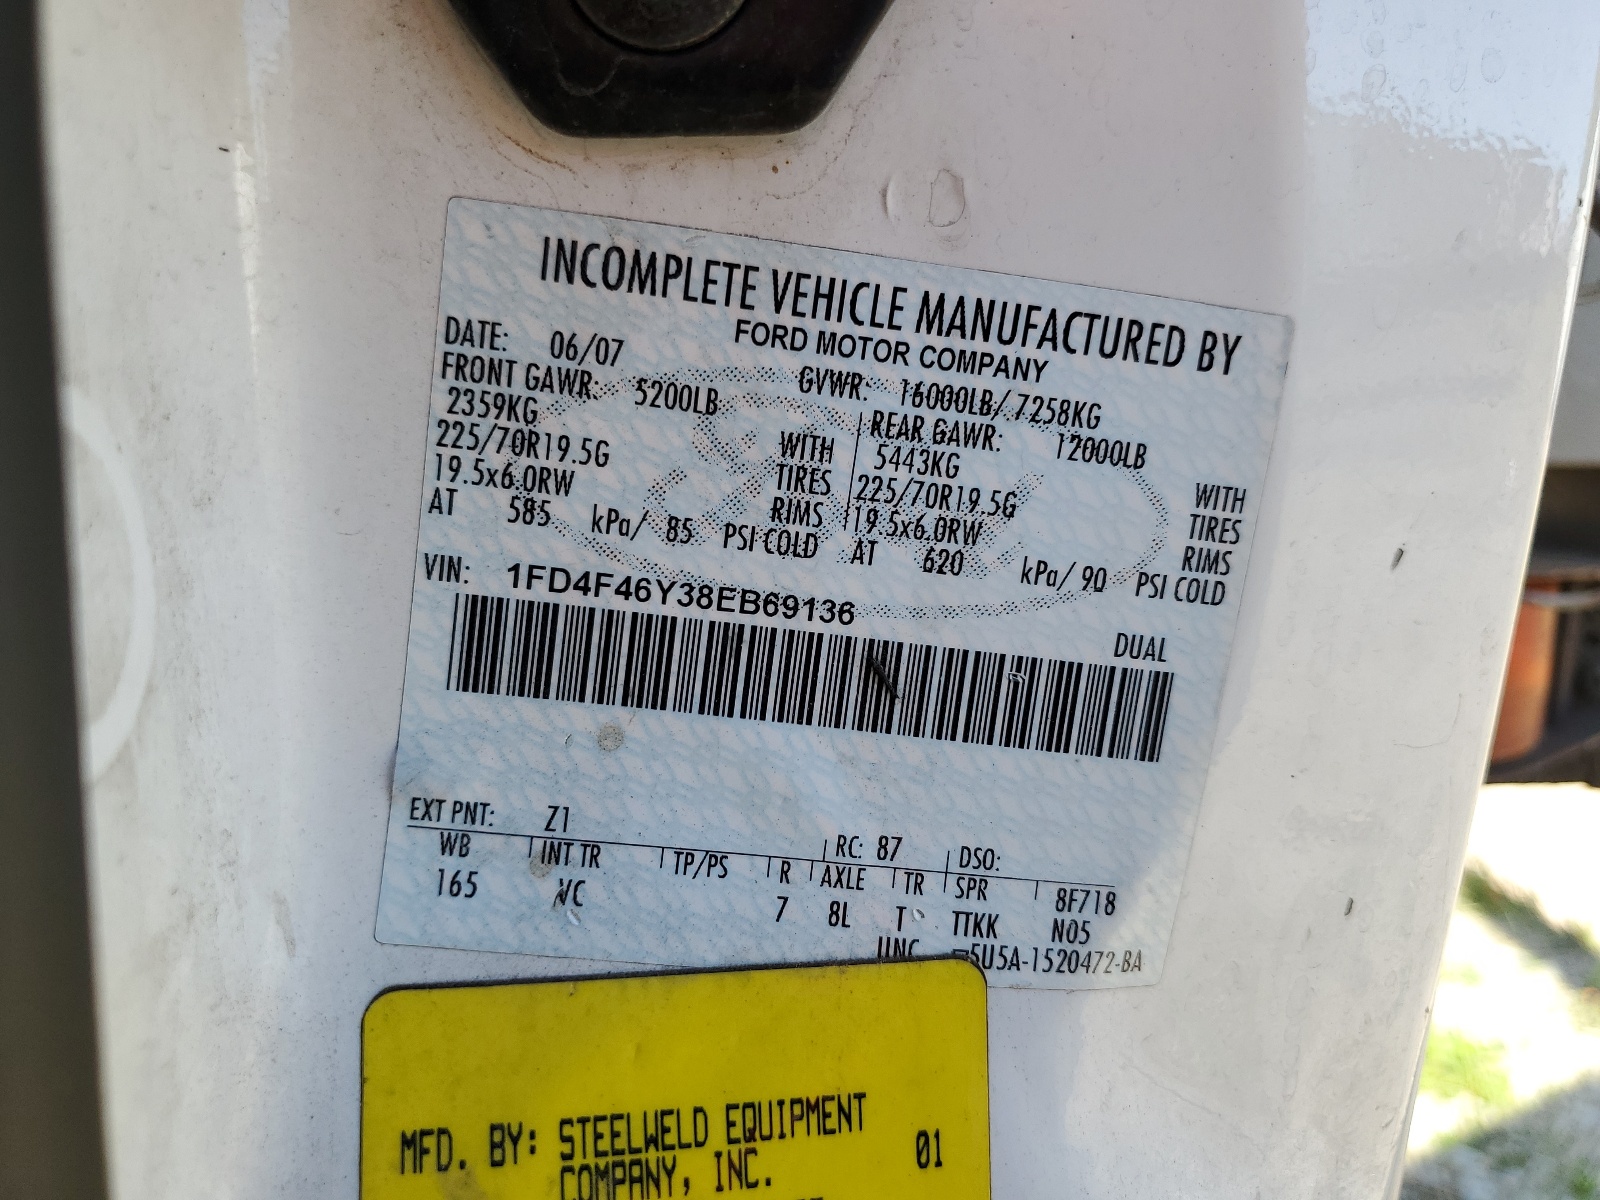 INCOMPLETE VEHICLE MANUFACTURED BY
FORD MOTOR COMPANY
DATE: 06/07 GVWR: 16000LB/ 7258KG
FRONT GAWR: 5200LB REAR GAWR: 12000LB
2359KG WITH 5443KG WITH
225/70R19.5G TIRES 225/70R19.5G TIRES
19.5x6.0RW RIMS 19.5x6.0RW RIMS
AT 585 kPa/ 85 PSI COLD AT 620 kPa/ 90 PSI COLD
VIN: 1FD4F46Y38EB69136
DUAL
EXT PNT: Z1 RC: 87 DSO:
WB INT TR TP/PS R AXLE TR SPR 8F718
165 VC 7 8L T TTKK N05
UNC 5U5A-1520472-BA
MFD. BY: STEELWELD EQUIPMENT
COMPANY, INC. 01